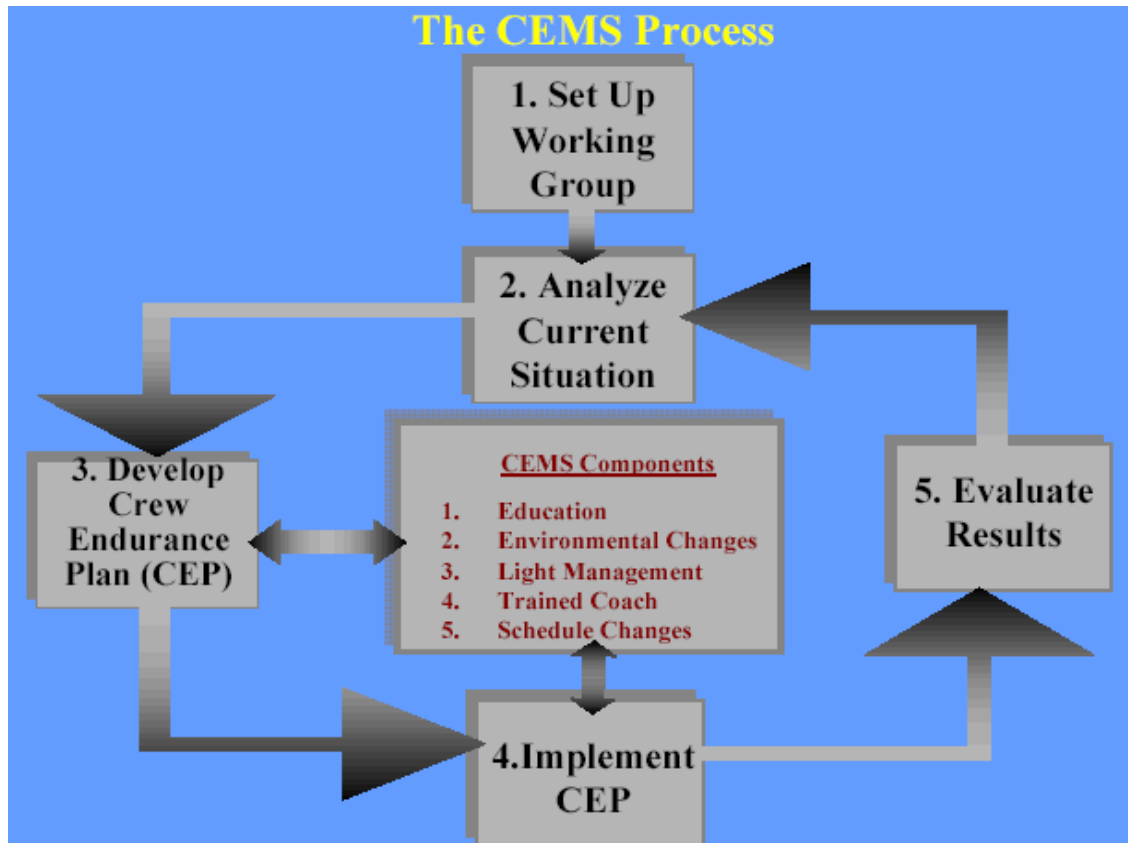 The CEMS Process
1. Set Up
Working
Group
2. Analyze
Current
Situation
3. Develop
Crew
Endurance
Plan (CEP)
CEMS Components
1. Education
2. Environmental Changes
3. Light Management
4. Trained Coach
5. Schedule Changes
4.Implement
CEP
5. Evaluate
Results